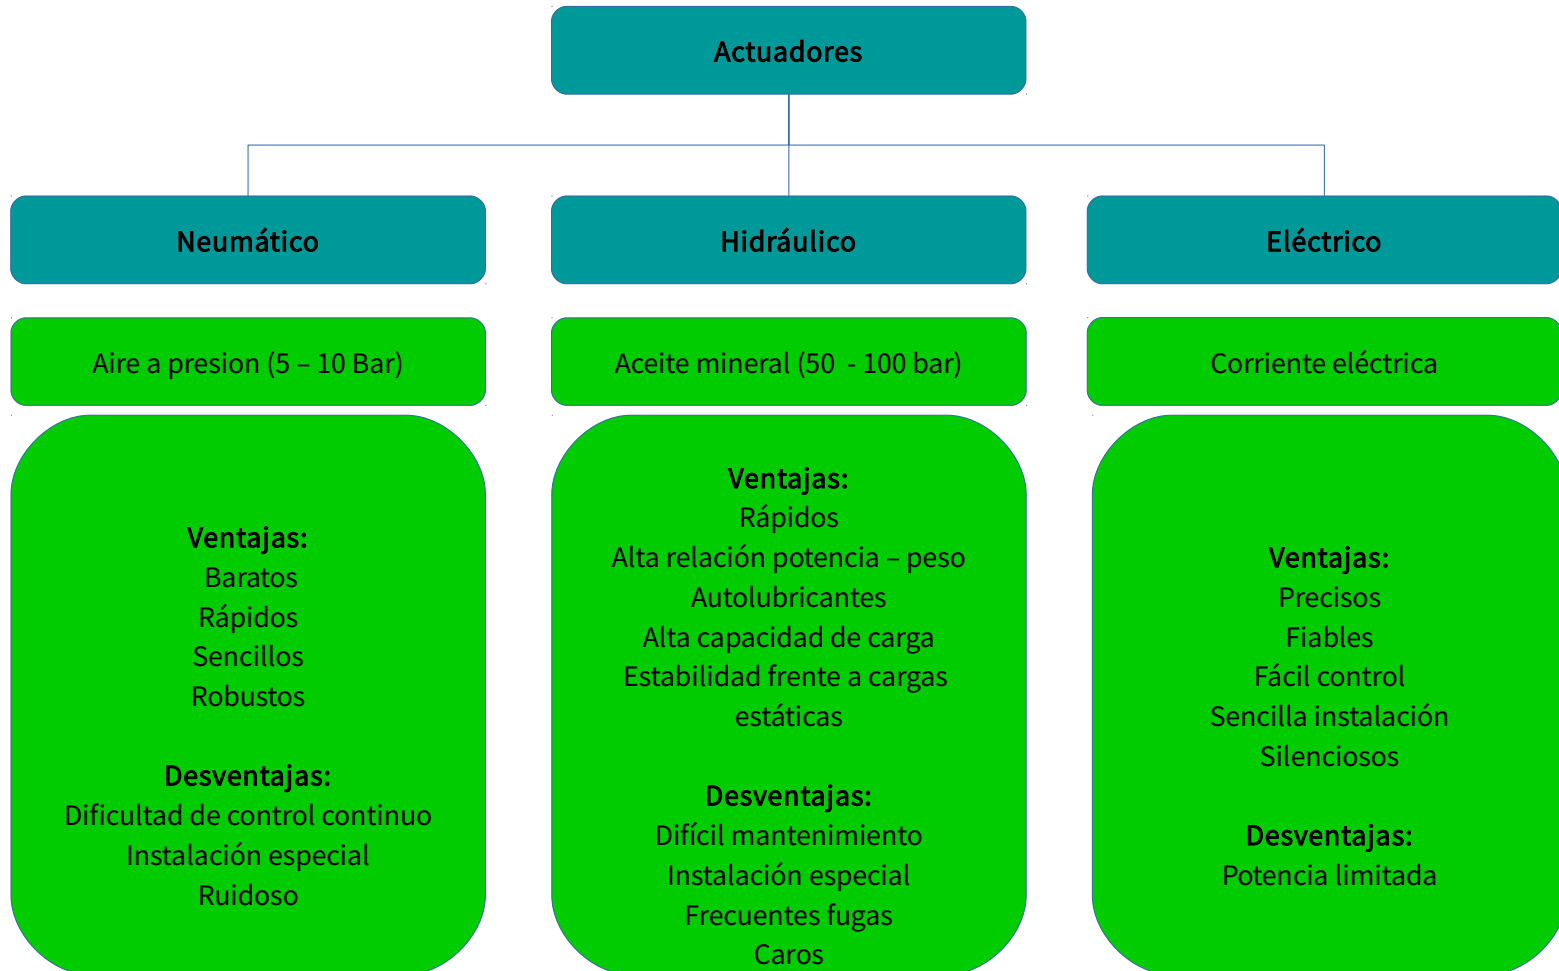 Actuadores
Neumático
Hidráulico
Eléctrico
Aire a presion (5 – 10 Bar)
Aceite mineral (50  - 100 bar)
Corriente eléctrica
Ventajas:
Baratos
Rápidos
Sencillos
Robustos
Desventajas:
Dificultad de control continuo
Instalación especial
Ruidoso
Ventajas:
Rápidos
Alta relación potencia – peso
Autolubricantes
Alta capacidad de carga
Estabilidad frente a cargas
estáticas
Desventajas:
Difícil mantenimiento
Instalación especial
Frecuentes fugas
Caros
Ventajas:
Precisos
Fiables
Fácil control
Sencilla instalación
Silenciosos
Desventajas:
Potencia limitada